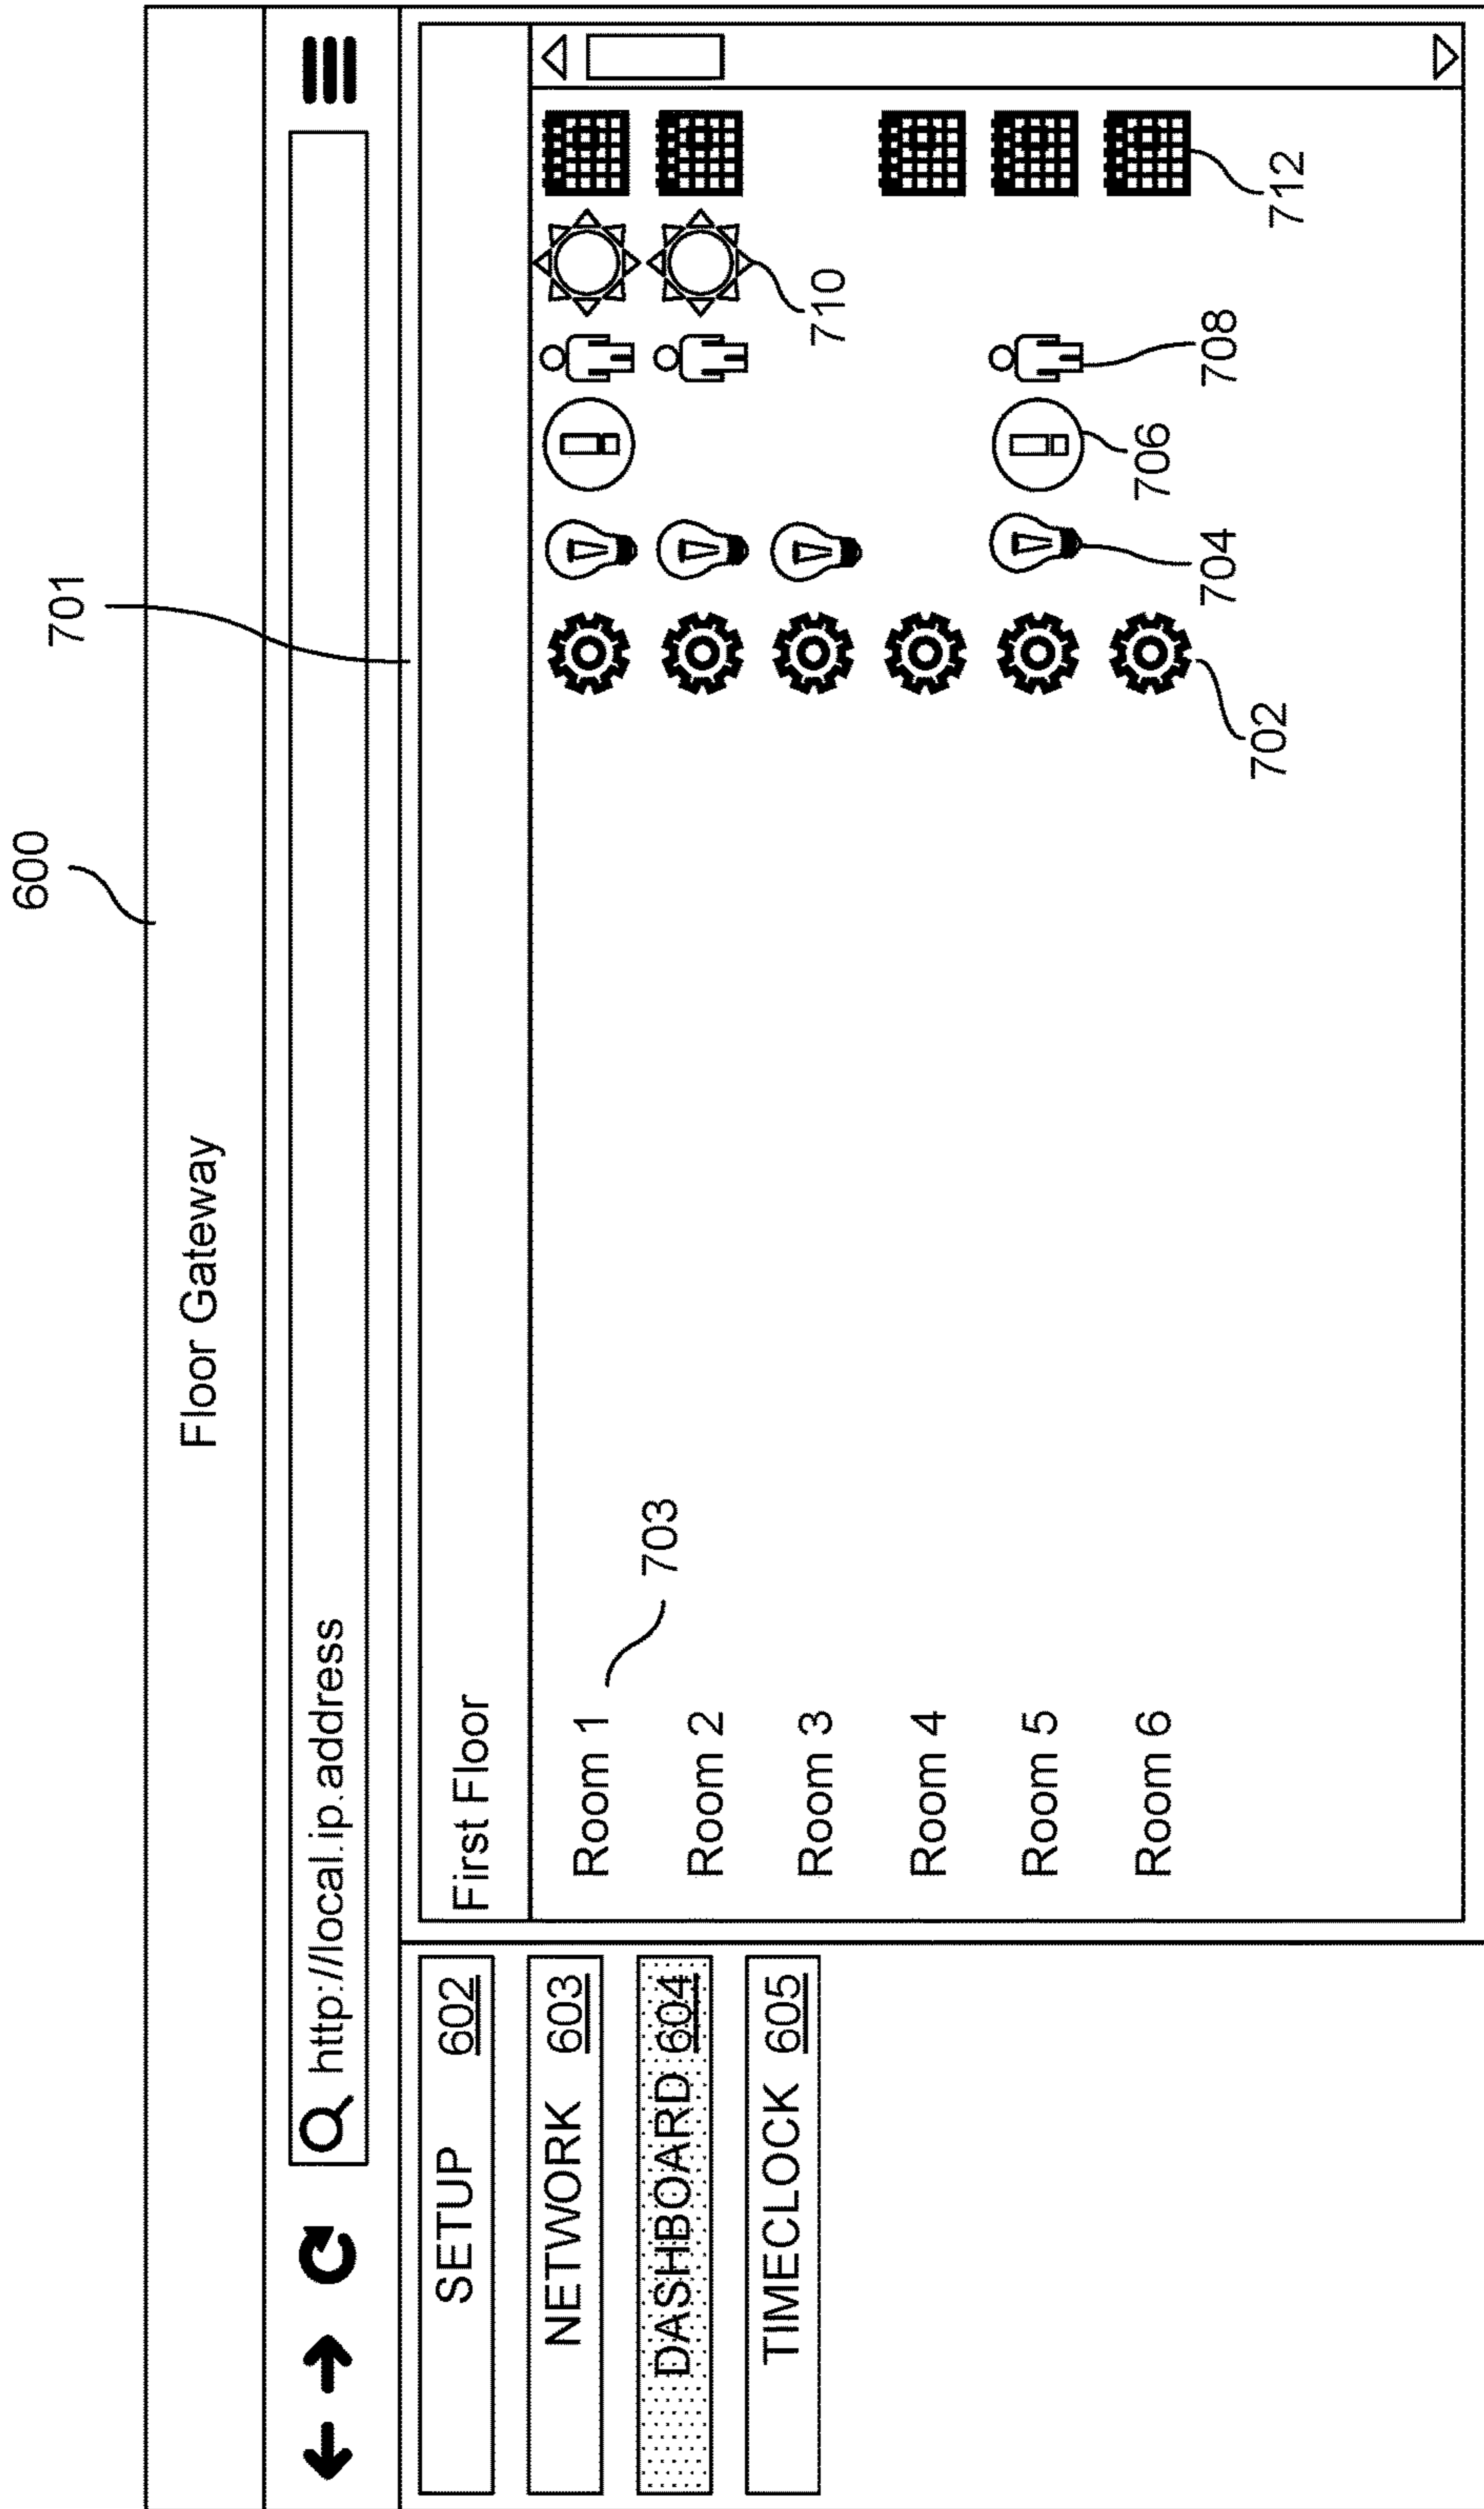 600
701
Floor Gateway
http://local.ip.address
SETUP 602
NETWORK 603
DASHBOARD 604
TIMECLOCK 605
First Floor
Room 1
703
Room 2
Room 3
Room 4
Room 5
Room 6
702
704
706
708
710
712